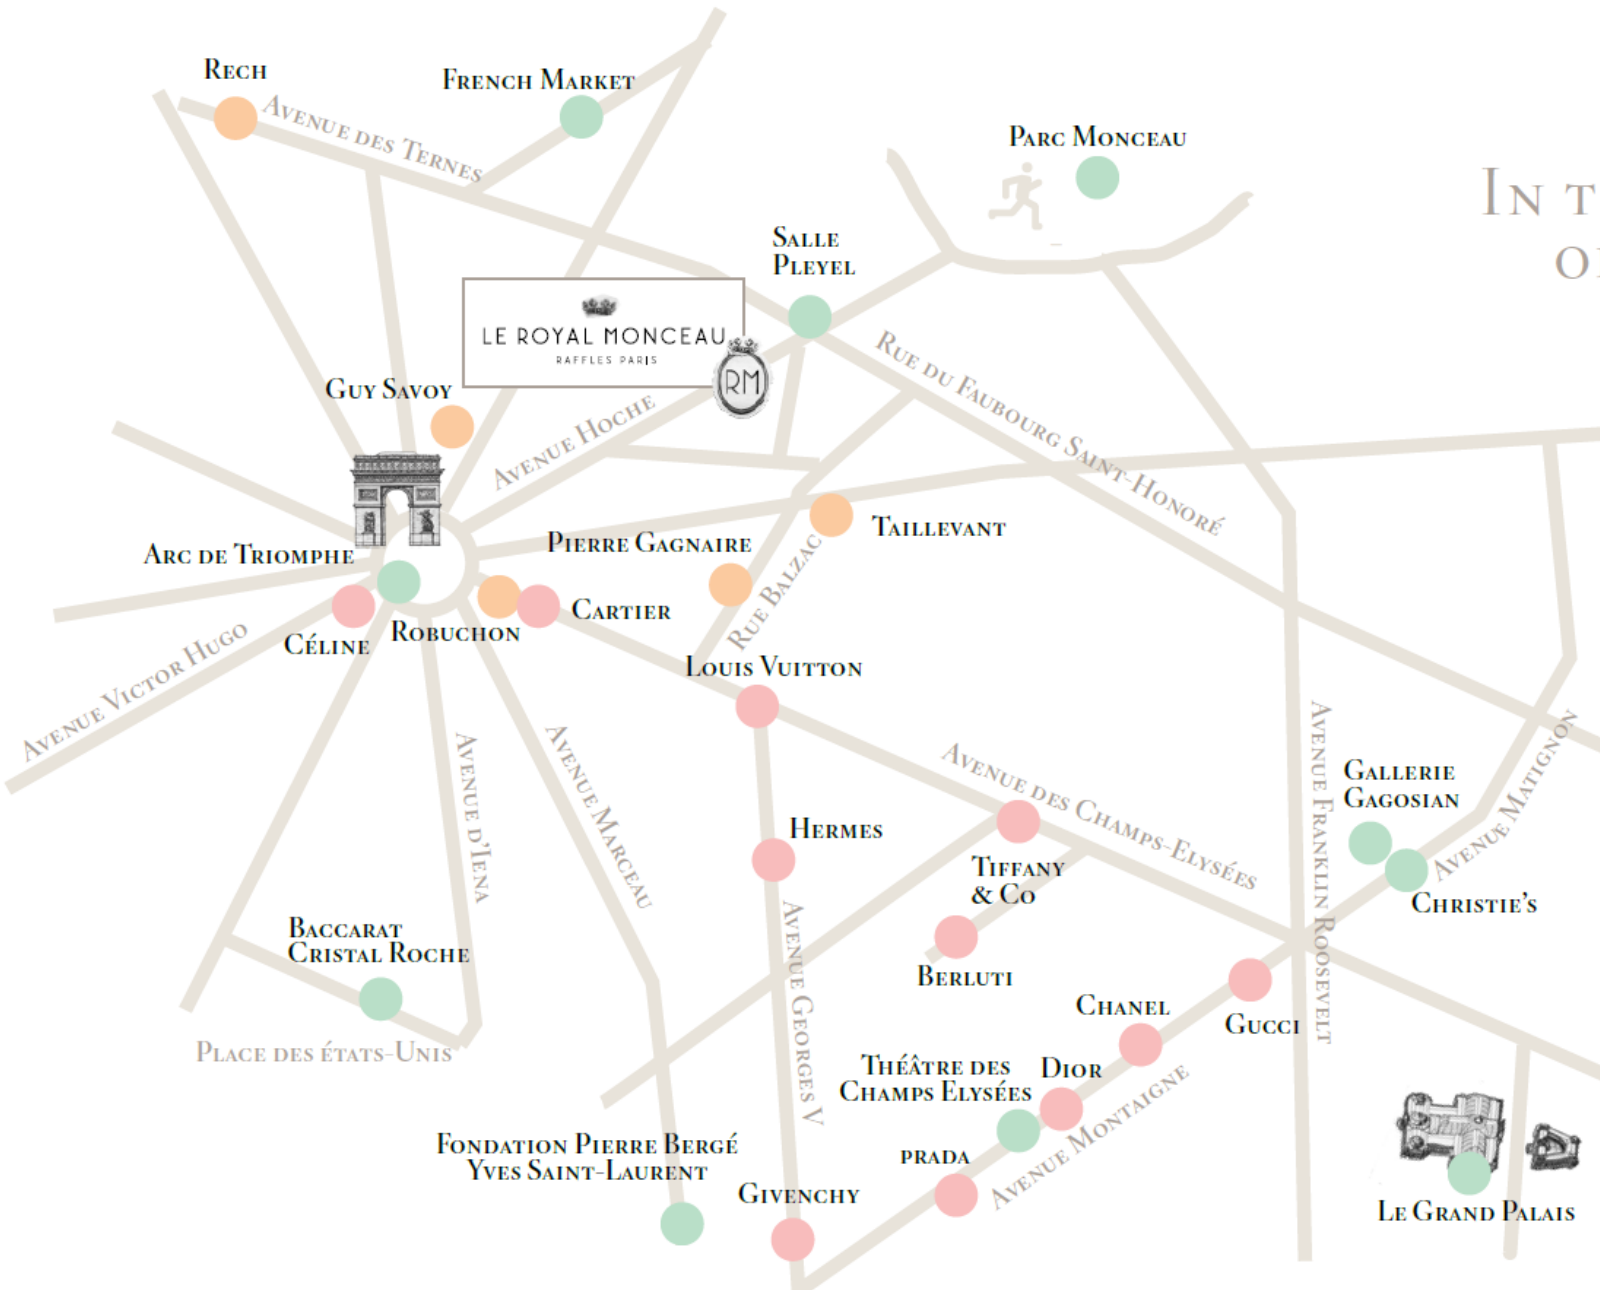 Rech
French Market
Avenue des Ternes
Parc Monceau
In t
Salle
Pleyel
LE ROYAL MONCEAU
RAFFLES PARIS
RM
Guy Savoy
Avenue Hoche
Rue du Faubourg Saint-Honoré
Arc de Triomphe
Pierre Gagnaire
Taillevant
Rue Balzac
Cartier
Robuchon
Céline
Avenue Victor Hugo
Louis Vuitton
Avenue d'Iena
Avenue Marceau
Avenue des Champs-Elysées
Avenue Franklin Roosevelt
Avenue Matignon
Gallerie
Gagosian
Christie's
Hermes
Tiffany
& Co
Avenue Georges V
Berluti
Baccarat
Cristal Roche
Place des états-Unis
Chanel
Gucci
Théâtre des
Champs Elysées
Dior
Avenue Montaigne
prada
Fondation Pierre Bergé
Yves Saint-Laurent
Givenchy
Le Grand Palais